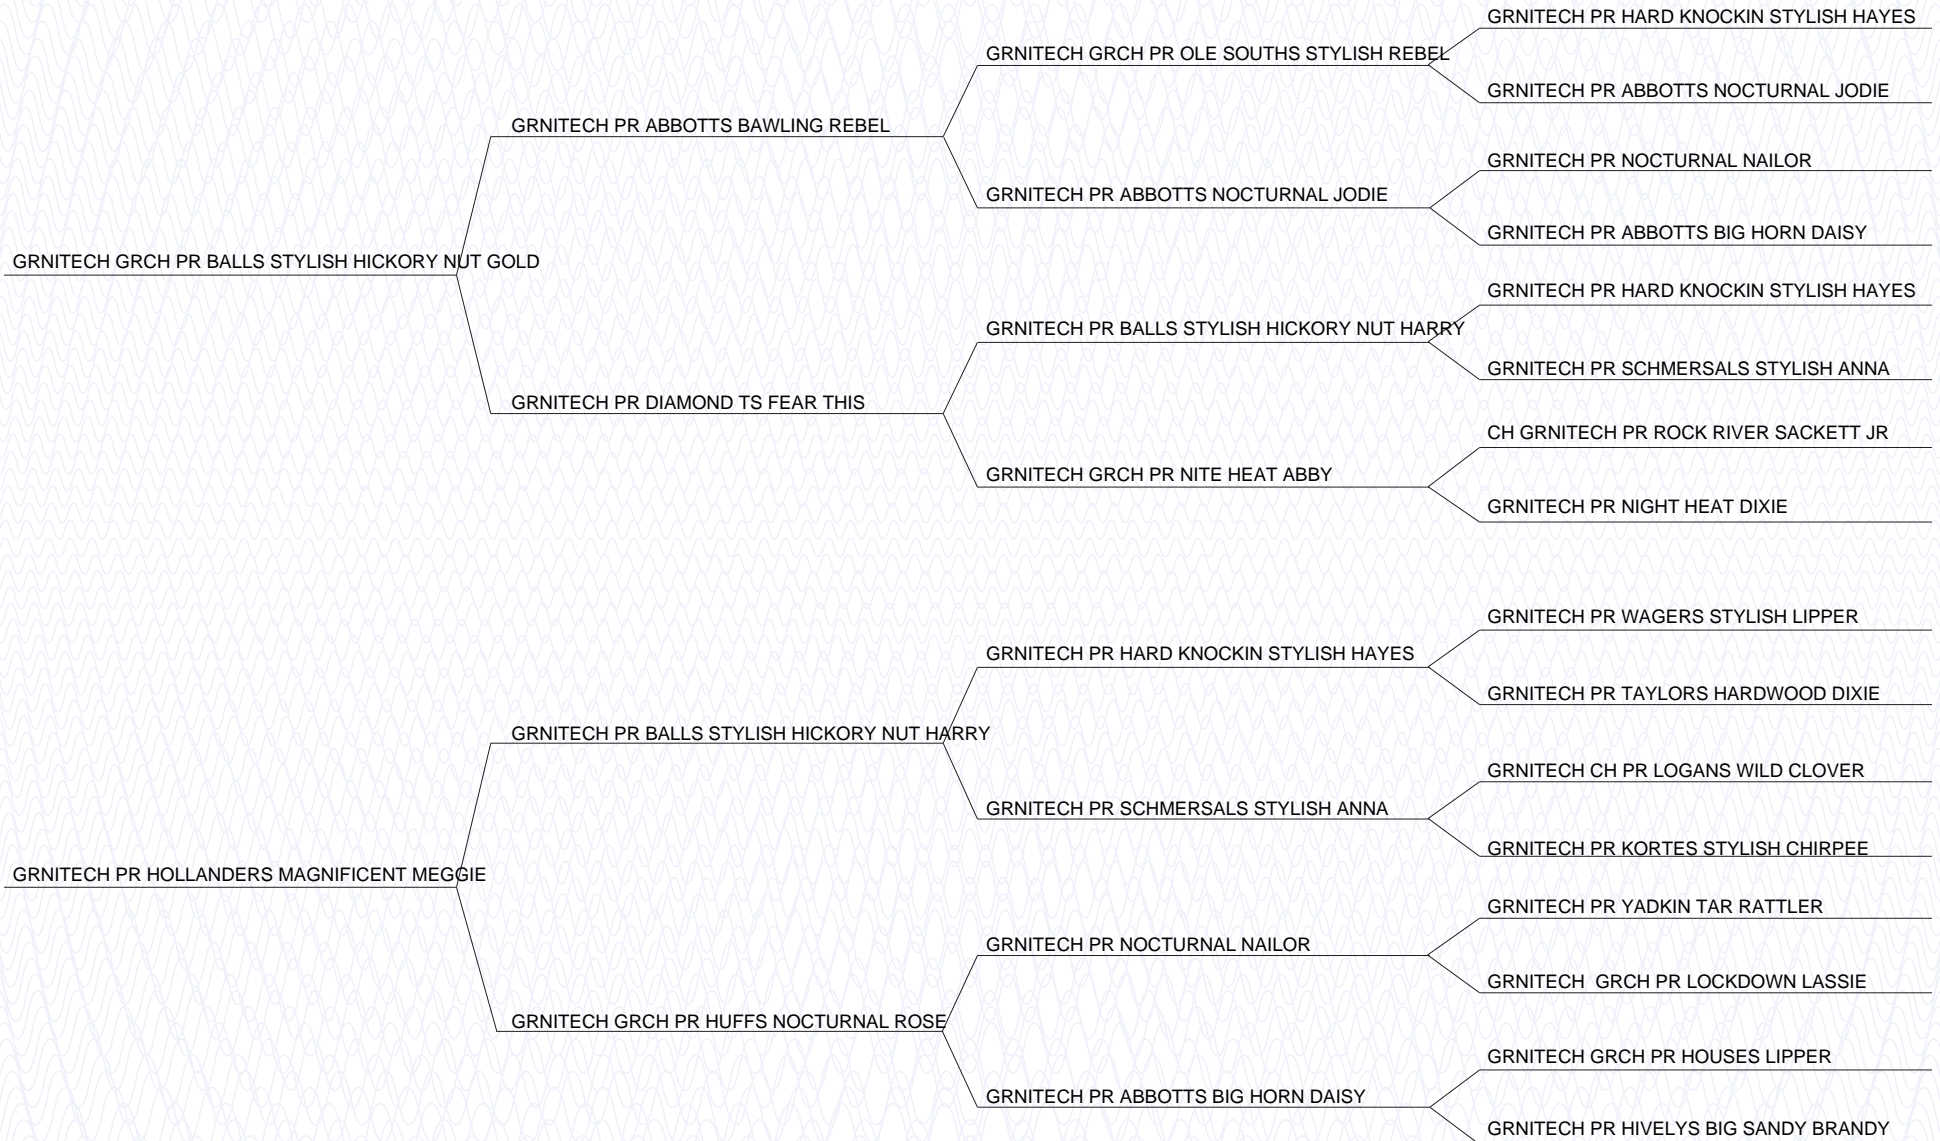 GRNITECH PR HARD KNOCKIN STYLISH HAYES
GRNITECH GRCH PR OLE SOUTHS STYLISH REBEL
GRNITECH PR ABBOTTS NOCTURNAL JODIE
GRNITECH PR ABBOTTS BAWLING REBEL
GRNITECH PR NOCTURNAL NAILOR
GRNITECH PR ABBOTTS NOCTURNAL JODIE
GRNITECH PR ABBOTTS BIG HORN DAISY
GRNITECH GRCH PR BALLS STYLISH HICKORY NUT GOLD
GRNITECH PR HARD KNOCKIN STYLISH HAYES
GRNITECH PR BALLS STYLISH HICKORY NUT HARRY
GRNITECH PR SCHMERSALS STYLISH ANNA
GRNITECH PR DIAMOND TS FEAR THIS
CH GRNITECH PR ROCK RIVER SACKETT JR
GRNITECH GRCH PR NITE HEAT ABBY
GRNITECH PR NIGHT HEAT DIXIE
GRNITECH PR WAGERS STYLISH LIPPER
GRNITECH PR HARD KNOCKIN STYLISH HAYES
GRNITECH PR TAYLORS HARDWOOD DIXIE
GRNITECH PR BALLS STYLISH HICKORY NUT HARRY
GRNITECH CH PR LOGANS WILD CLOVER
GRNITECH PR SCHMERSALS STYLISH ANNA
GRNITECH PR KORTES STYLISH CHIRPEE
GRNITECH PR HOLLANDERS MAGNIFICENT MEGGIE
GRNITECH PR YADKIN TAR RATTLER
GRNITECH PR NOCTURNAL NAILOR
GRNITECH  GRCH PR LOCKDOWN LASSIE
GRNITECH GRCH PR HUFFS NOCTURNAL ROSE
GRNITECH GRCH PR HOUSES LIPPER
GRNITECH PR ABBOTTS BIG HORN DAISY
GRNITECH PR HIVELYS BIG SANDY BRANDY